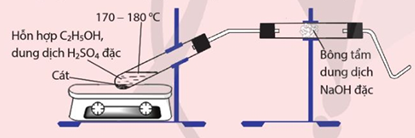 170 – 180 °C
Hỗn hợp C₂H₅OH,
dung dịch H₂SO₄ đặc
Cát
Bông tẩm
dung dịch
NaOH đặc